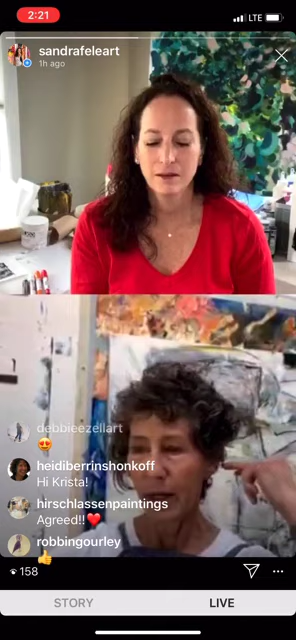 2:21
LTE
sandrafeleart
1h ago
debbieezellart
😍
heidiberrinshonkoff
Hi Krista!
hirschlassenpaintings
Agreed!!❤️
robbingourley
👍
158
STORY
LIVE